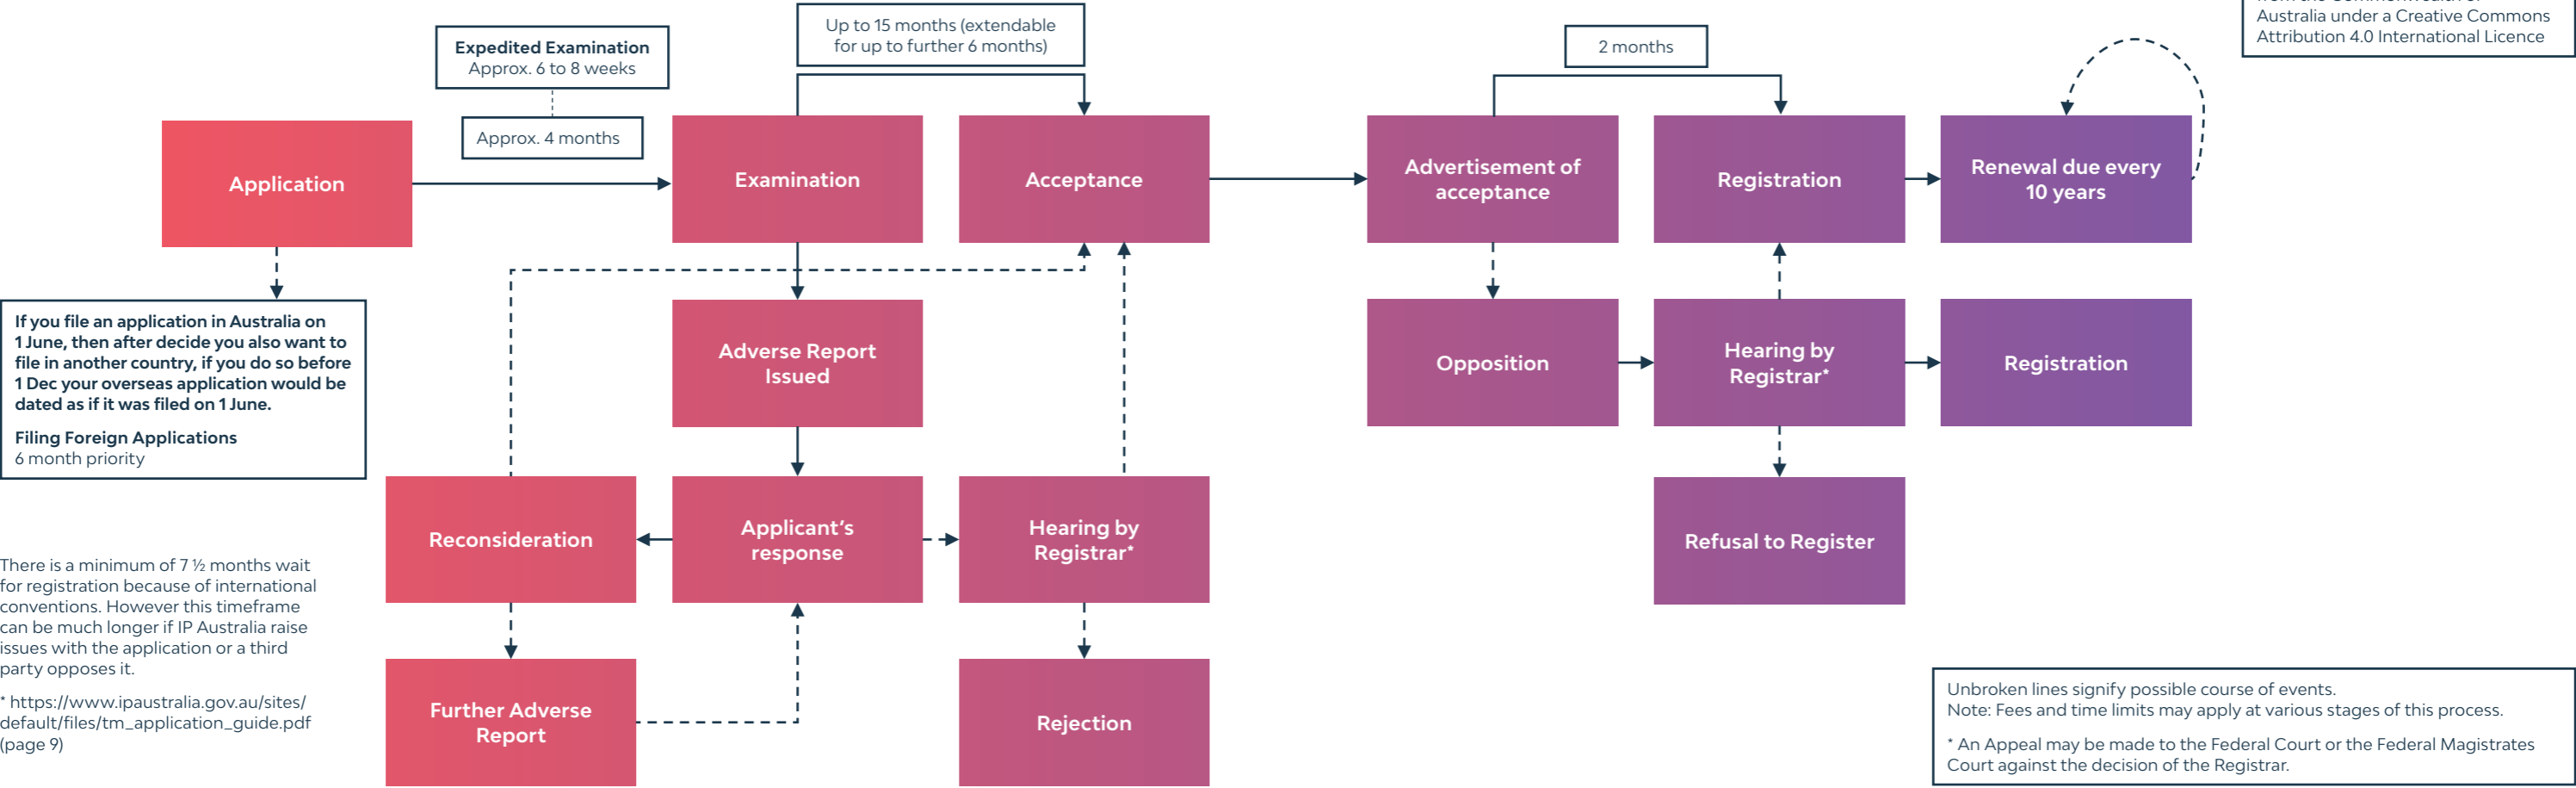 from the Commonwealth of
Australia under a Creative Commons
Attribution 4.0 International Licence
Up to 15 months (extendable
for up to further 6 months)
Expedited Examination
Approx. 6 to 8 weeks
2 months
Approx. 4 months
Application
Examination
Acceptance
Advertisement of
acceptance
Registration
Renewal due every
10 years
If you file an application in Australia on
1 June, then after decide you also want to
file in another country, if you do so before
1 Dec your overseas application would be
dated as if it was filed on 1 June.
Filing Foreign Applications
6 month priority
Adverse Report
Issued
Opposition
Hearing by
Registrar*
Registration
Reconsideration
Applicant’s
response
Hearing by
Registrar*
Refusal to Register
There is a minimum of 7 ½ months wait
for registration because of international
conventions. However this timeframe
can be much longer if IP Australia raise
issues with the application or a third
party opposes it.
* https://www.ipaustralia.gov.au/sites/
default/files/tm_application_guide.pdf
(page 9)
Further Adverse
Report
Rejection
Unbroken lines signify possible course of events.
Note: Fees and time limits may apply at various stages of this process.
* An Appeal may be made to the Federal Court or the Federal Magistrates
Court against the decision of the Registrar.